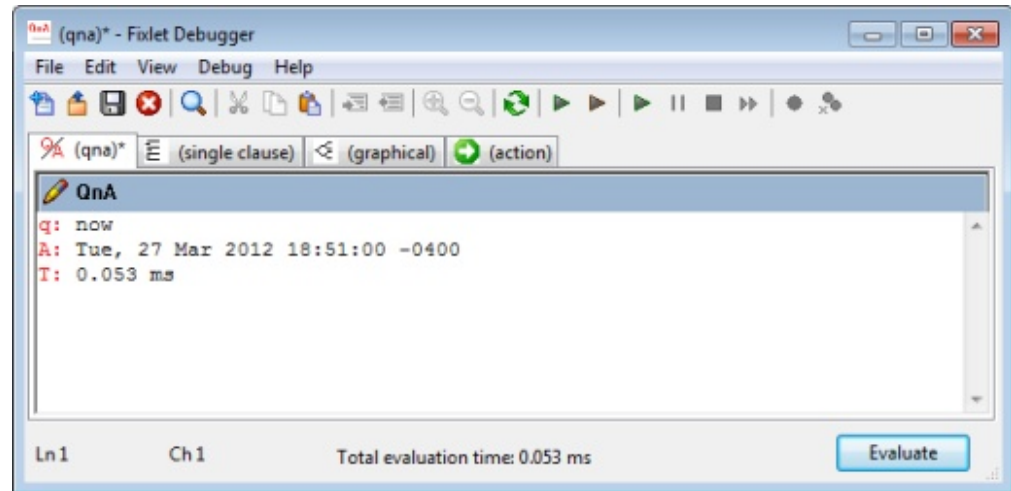 QnA (qna)* - Fixlet Debugger
File Edit View Debug Help
(qna)* (single clause) (graphical) (action)
QnA
q: now
A: Tue, 27 Mar 2012 18:51:00 -0400
T: 0.053 ms
Ln 1 Ch 1 Total evaluation time: 0.053 ms Evaluate